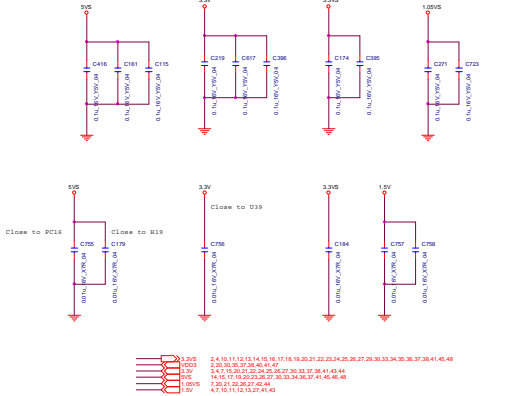 5VS
3.3V
3.3VS
1.05VS
C416
C161
C115
C219
C617
C396
C174
C395
C271
C723
0.1u_16V_Y5V_04
0.1u_16V_Y5V_04
0.1u_16V_Y5V_04
0.1u_16V_Y5V_04
0.1u_16V_Y5V_04
0.1u_16V_Y5V_04
0.1u_16V_Y5V_04
0.1u_16V_Y5V_04
0.1u_16V_Y5V_04
0.1u_16V_Y5V_04
5VS
3.3V
3.3VS
1.5V
Close to U39
Close to PC16
Close to H19
C755
C179
C756
C184
C757
C758
0.01u_16V_X7R_04
0.01u_16V_X7R_04
0.01u_16V_X7R_04
0.01u_16V_X7R_04
0.01u_16V_X7R_04
0.01u_16V_X7R_04
3.3VS 2,4,10,11,12,13,14,15,16,17,18,19,20,21,22,23,24,25,26,27,29,30,33,34,35,36,37,38,41,45,48
VDD3 2,20,30,35,37,38,40,41,47
3.3V 3,4,7,15,20,21,22,24,25,26,27,30,33,37,38,41,43,44
5VS 14,15,17,19,20,23,26,27,30,33,34,36,37,41,45,46,48
1.05VS 7,20,21,22,26,27,42,44
1.5V 4,7,10,11,12,13,27,41,43